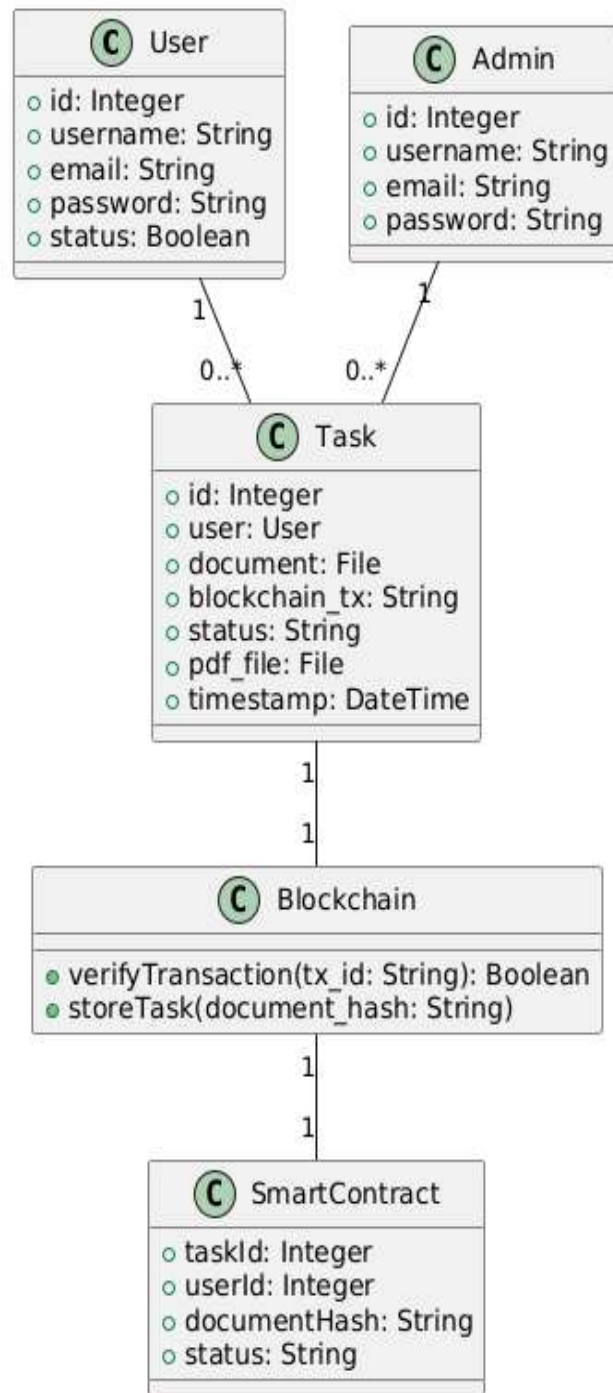 C User
id: Integer
username: String
email: String
password: String
status: Boolean
C Admin
id: Integer
username: String
email: String
password: String
1
1
0..*
0..*
C Task
id: Integer
user: User
document: File
blockchain_tx: String
status: String
pdf_file: File
timestamp: DateTime
1
1
C Blockchain
verifyTransaction(tx_id: String): Boolean
storeTask(document_hash: String)
1
1
C SmartContract
taskId: Integer
userId: Integer
documentHash: String
status: String